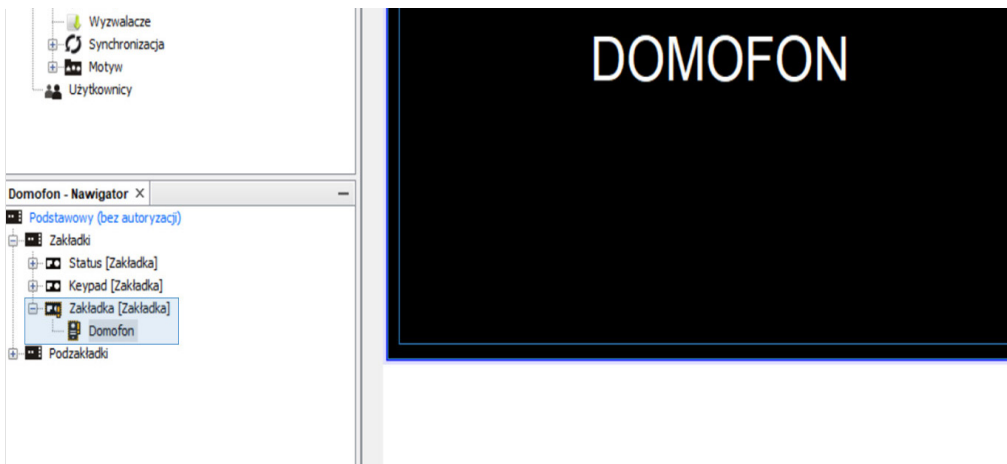 Wyzwalacze
Synchronizacja
Motyw
Użytkownicy
DOMOFON
Domofon - Nawigator
Podstawowy (bez autoryzacji)
Zakładki
Status [Zakładka]
Keypad [Zakładka]
Zakładka [Zakładka]
Domofon
Podzakładki